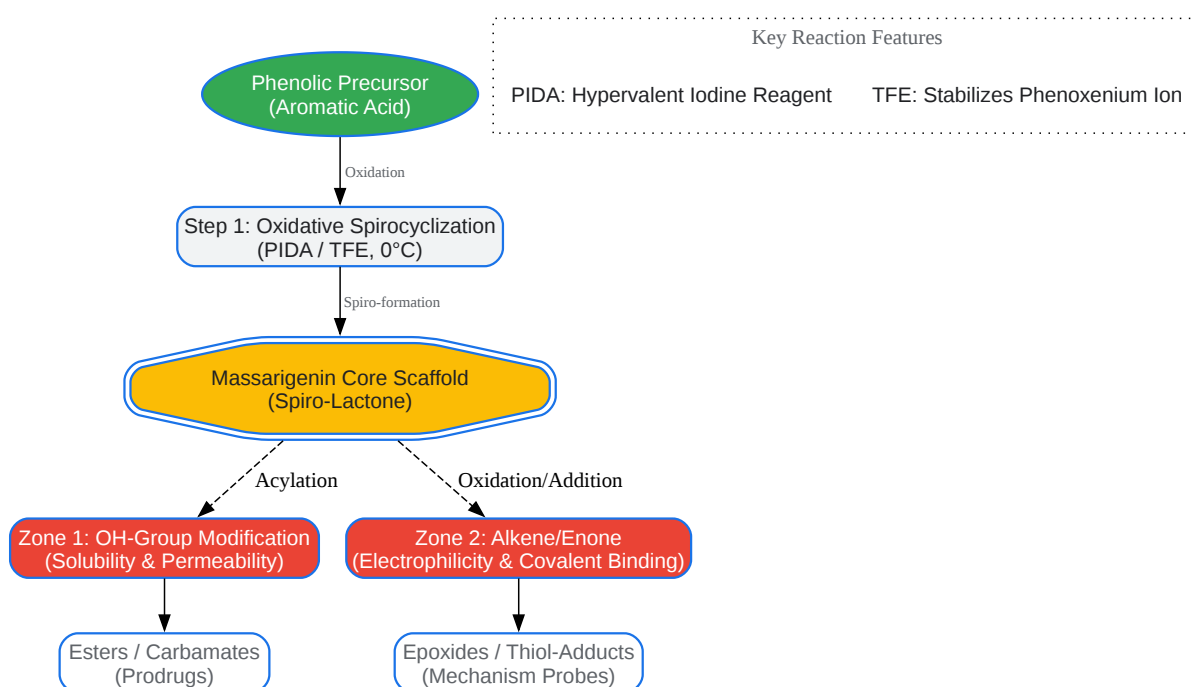 Key Reaction Features
PIDA: Hypervalent Iodine Reagent
TFE: Stabilizes Phenoxenium Ion
Phenolic Precursor
(Aromatic Acid)
Oxidation
Step 1: Oxidative Spirocyclization
(PIDA / TFE, 0°C)
Spiro-formation
Massarigenin Core Scaffold
(Spiro-Lactone)
Acylation
Oxidation/Addition
Zone 1: OH-Group Modification
(Solubility & Permeability)
Zone 2: Alkene/Enone
(Electrophilicity & Covalent Binding)
Esters / Carbamates
(Prodrugs)
Epoxides / Thiol-Adducts
(Mechanism Probes)